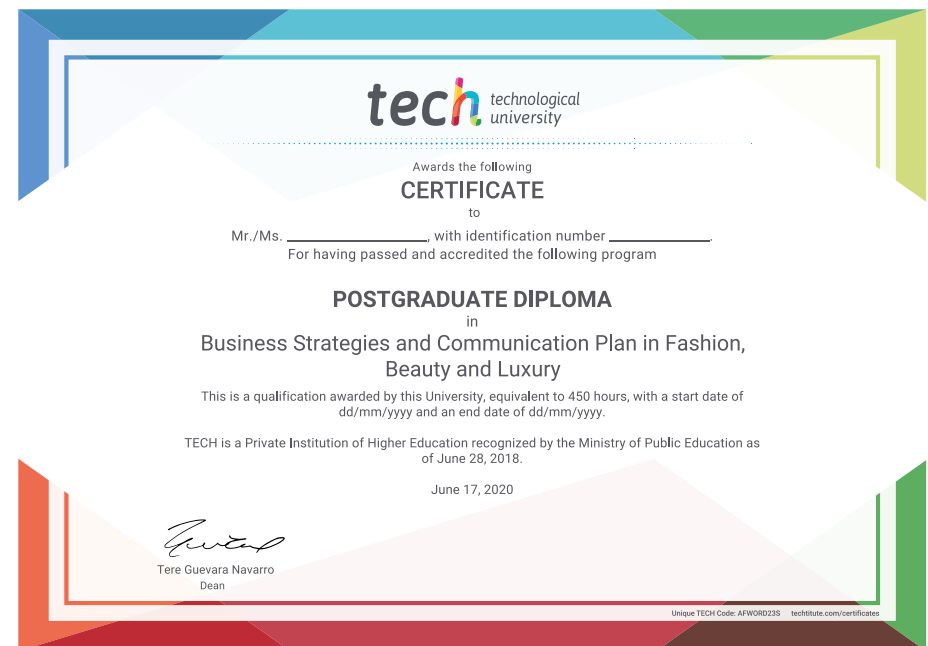 tech technological
university
Awards the following
CERTIFICATE
to
Mr./Ms. ____________________, with identification number ______________.
For having passed and accredited the following program
POSTGRADUATE DIPLOMA
in
Business Strategies and Communication Plan in Fashion,
Beauty and Luxury
This is a qualification awarded by this University, equivalent to 450 hours, with a start date of
dd/mm/yyyy and an end date of dd/mm/yyyy.
TECH is a Private Institution of Higher Education recognized by the Ministry of Public Education as
of June 28, 2018.
June 17, 2020
Tere Guevara Navarro
Dean
Unique TECH Code: AFWORD23S techtitute.com/certificates